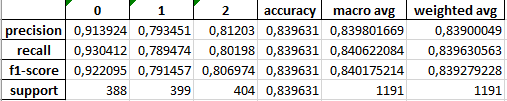 0 1 2 accuracy macro avg weighted avg
precision 0,913924 0,793451 0,81203 0,839631 0,839801669 0,83900049
recall 0,930412 0,789474 0,80198 0,839631 0,840622084 0,839630563
f1-score 0,922095 0,791457 0,806974 0,839631 0,840175214 0,839279228
support 388 399 404 0,839631 1191 1191